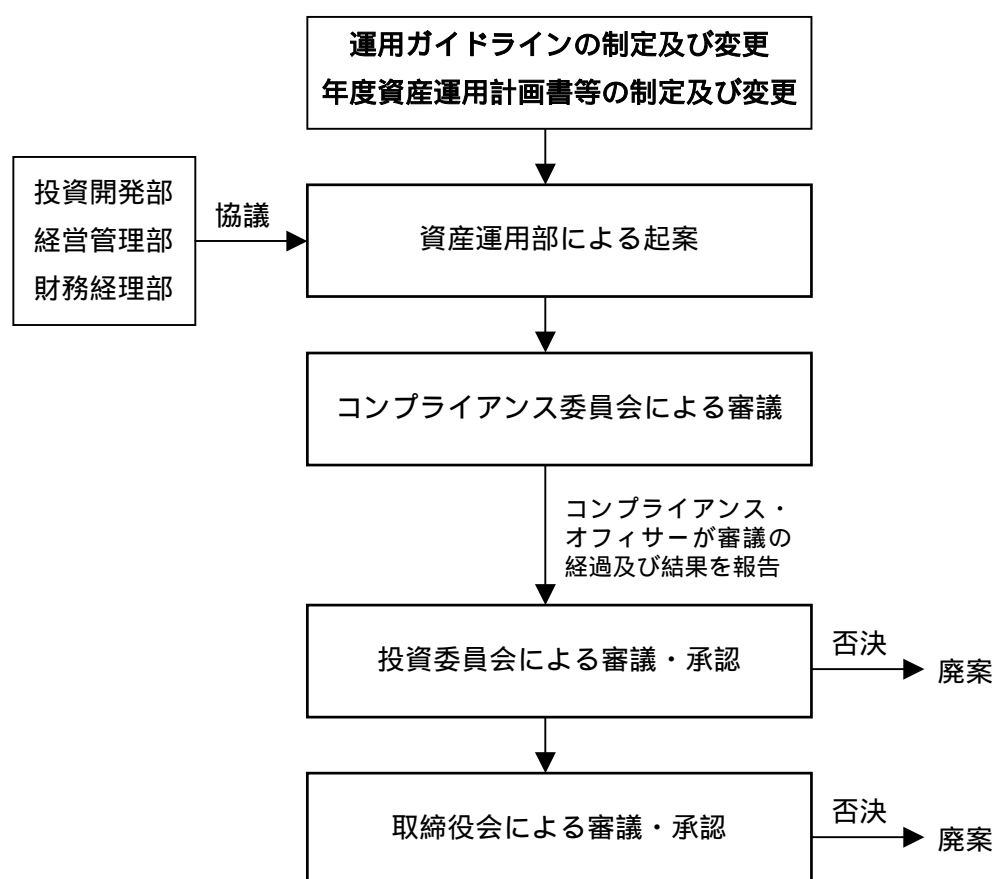 運用ガイドラインの制定及び変更
年度資産運用計画書等の制定及び変更
投資開発部
経営管理部
財務経理部
協議
資産運用部による起案
コンプライアンス委員会による審議
コンプライアンス・
オフィサーが審議の
経過及び結果を報告
投資委員会による審議・承認
否決
廃案
取締役会による審議・承認
否決
廃案